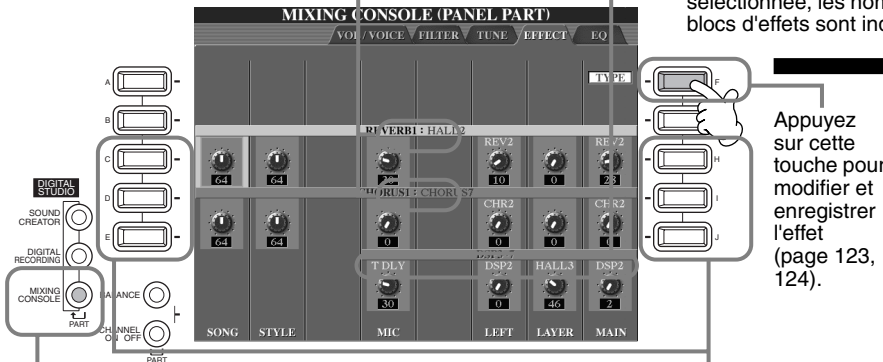 sélectionnée, les nom
blocs d'effets sont inc
MIXING CONSOLE (PANEL PART)
VOL / VOICE FILTER TUNE EFFECT EQ
TYPE
A
F
B
REVERB1 : HALL2
REV2 REV2
C
H
64 64 10 0 28
CHORUS1 : CHORUS7
CHR2 CHR2
D
I
E
J
64 64 0 0 0 0
T DLY DSP2 HALL3 DSP2
30 0 46 2
SONG STYLE MIC LEFT LAYER MAIN
DIGITAL
STUDIO
SOUND
CREATOR
DIGITAL
RECORDING
MIXING
CONSOLE
PART
BALANCE
CHANNEL
ON OFF
PART
Appuyez
sur cette
touche pour
modifier et
enregistrer
l'effet
(page 123,
124).